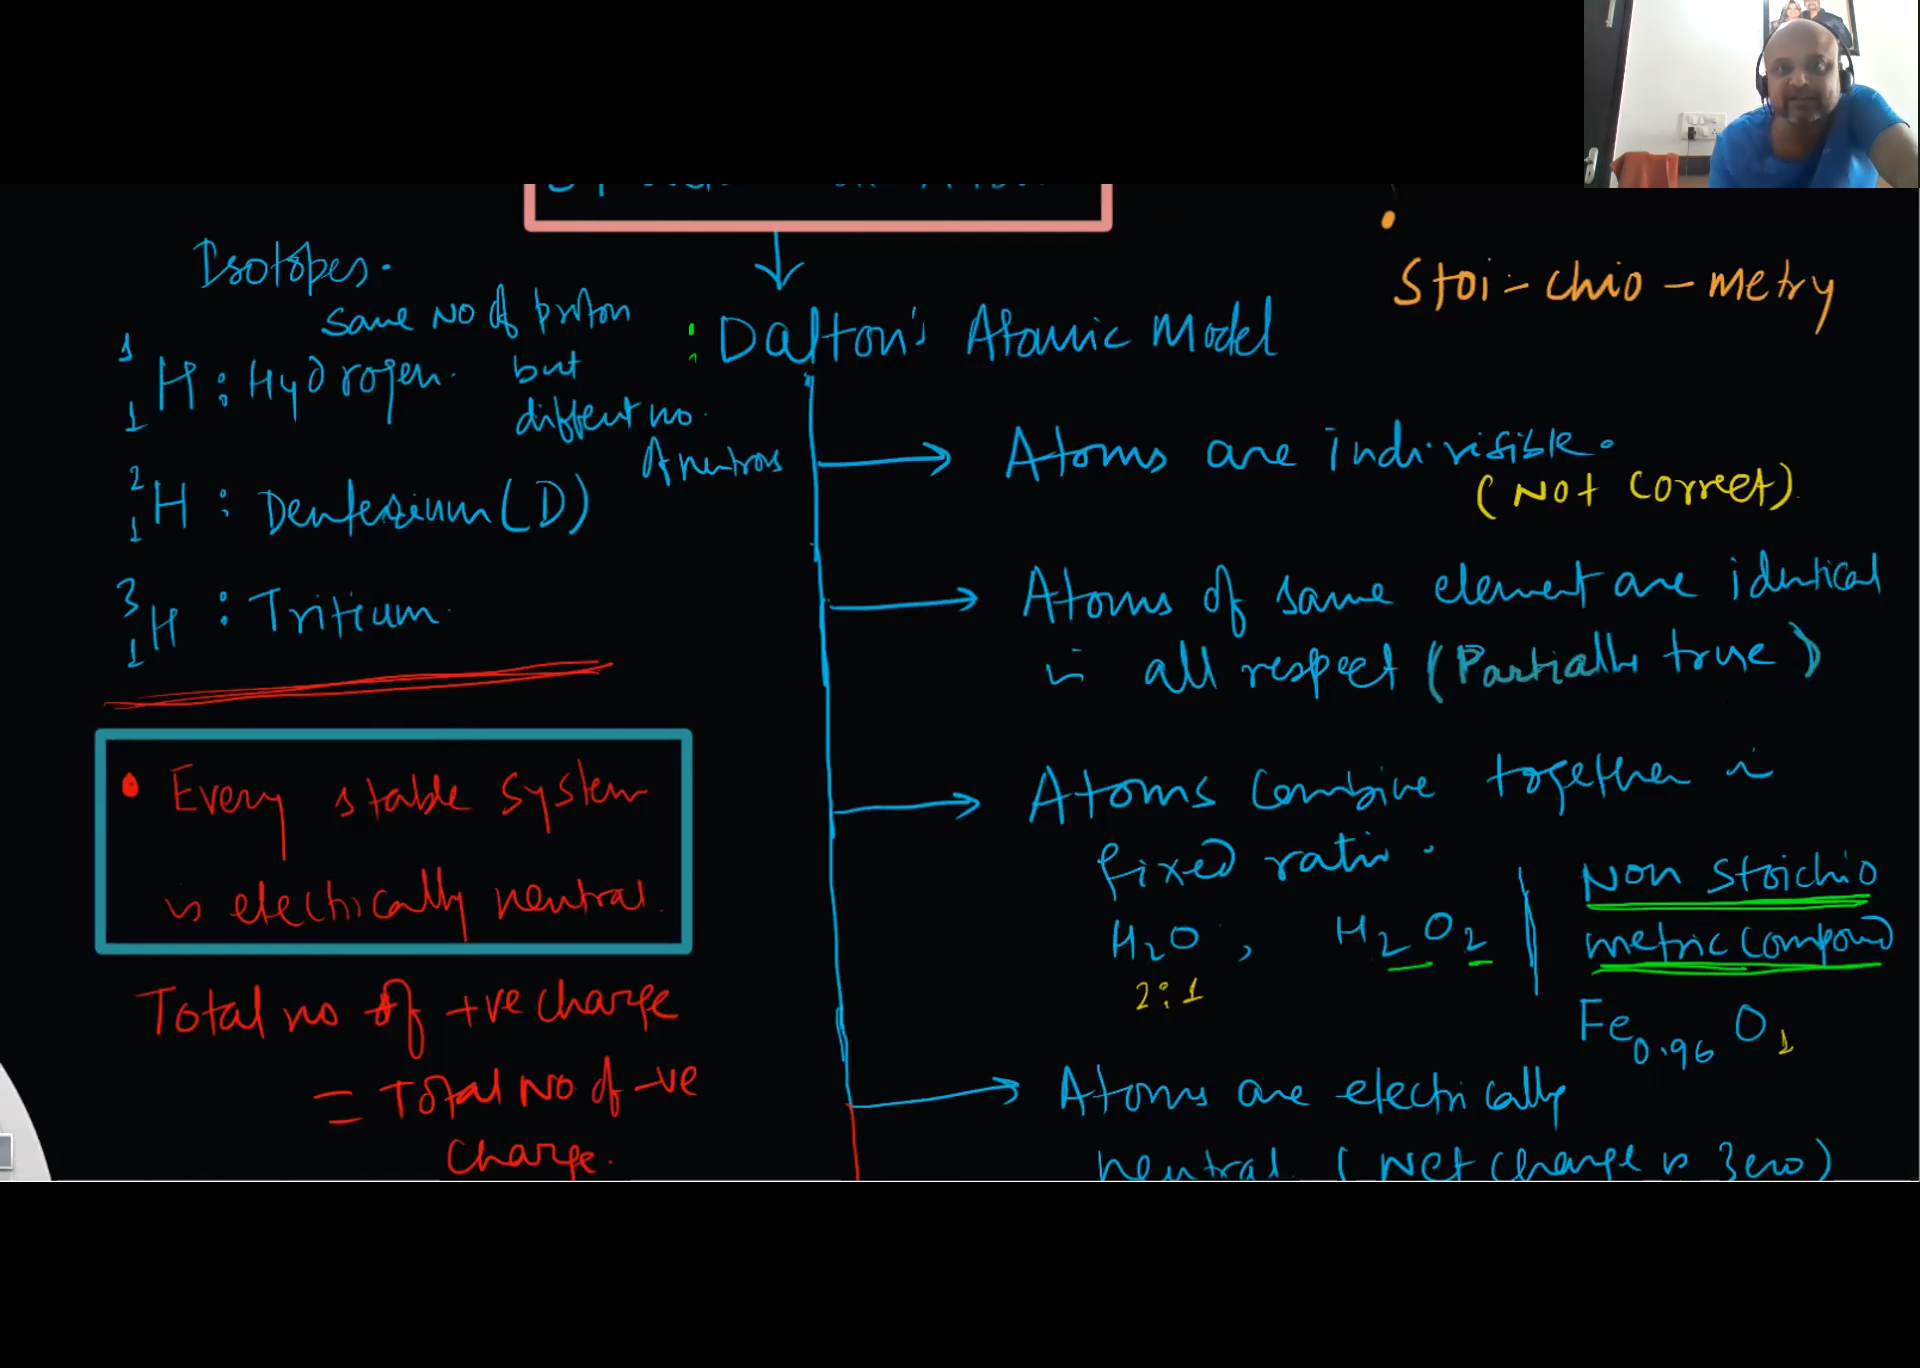 Isotopes.
same No of proton
but
different no.
of neutrons
1 1 H : Hydrogen.
2 1 H : Deuterium (D)
3 1 H : Tritium.
• Every stable system
is electrically neutral.
Total no of +ve charge
= Total No of -ve
charge.
Stoi-chio-metry
: Dalton's Atomic Model
Atoms are indivisible.
(Not correct).
Atoms of same element are identical
in all respect (Partially true)
Atoms combine together in
fixed ratio.
H₂O, H₂O₂
2:1
Non Stoichio
metric compound
Fe₀.₉₆ O₁
Atoms are electrically
neutral. (Net charge is zero)